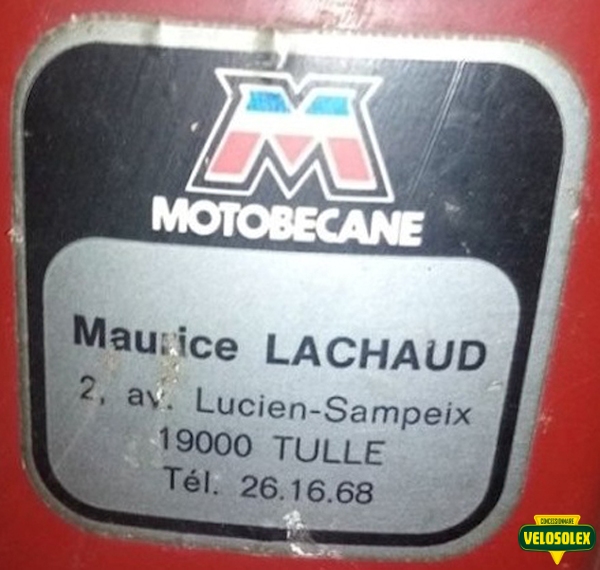 M
MOTOBECANE
Maurice LACHAUD
2, av. Lucien-Sampeix
19000 TULLE
Tél. 26.16.68
CONCESSIONNAIRE
VELOSOLEX